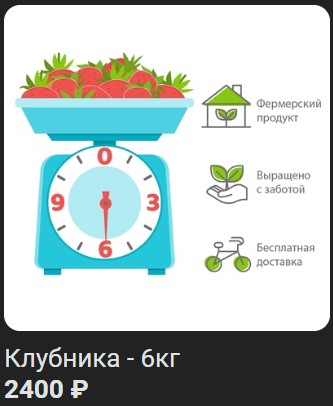 0
9
3
6
Фермерский
продукт
Выращено
с заботой
Бесплатная
доставка
Клубника - 6кг
2400 ₽